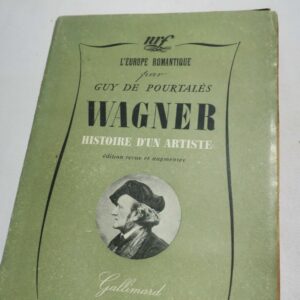 nrf
L'EUROPE ROMANTIQUE
par
GUY DE POURTALÈS
WAGNER
HISTOIRE D'UN ARTISTE
édition revue et augmentée
Gallimard